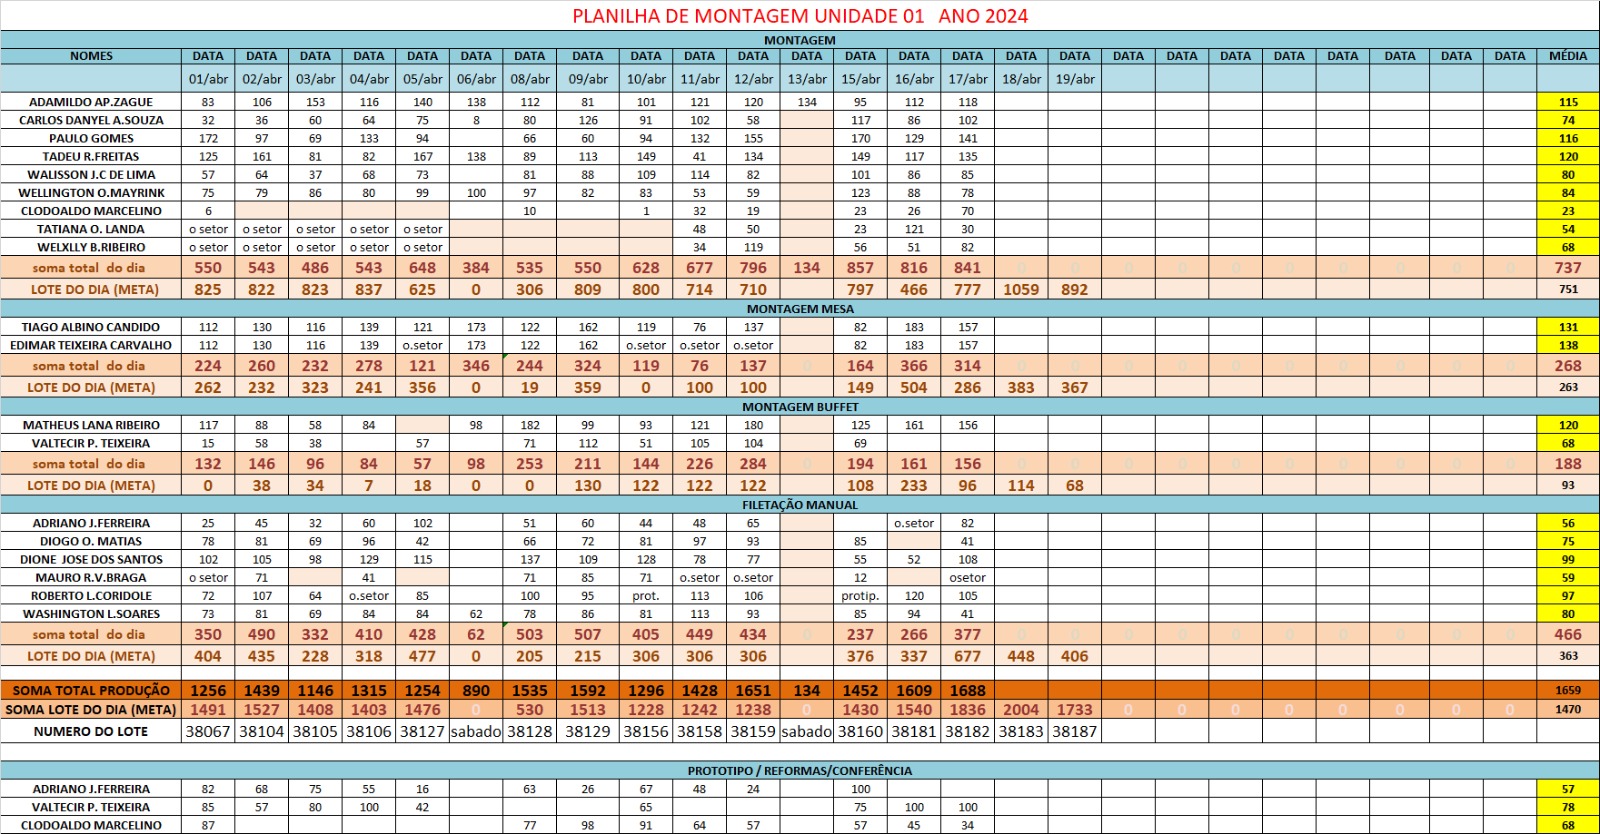 PLANILHA DE MONTAGEM UNIDADE 01 ANO 2024
MONTAGEM
NOMES DATA DATA DATA DATA DATA DATA DATA DATA DATA DATA DATA DATA DATA DATA DATA DATA DATA DATA DATA DATA DATA DATA DATA DATA DATA MÉDIA
01/abr 02/abr 03/abr 04/abr 05/abr 06/abr 08/abr 09/abr 10/abr 11/abr 12/abr 13/abr 15/abr 16/abr 17/abr 18/abr 19/abr
ADAMILDO AP.ZAGUE 83 106 153 116 140 138 112 81 101 121 120 134 95 112 118 115
CARLOS DANYEL A.SOUZA 32 36 60 64 75 8 80 126 91 102 58 117 86 102 74
PAULO GOMES 172 97 69 133 94 66 60 94 132 155 170 129 141 116
TADEU R.FREITAS 125 161 81 82 167 138 89 113 149 41 134 149 117 135 120
WALISSON J.C DE LIMA 57 64 37 68 73 81 88 109 114 82 101 86 85 80
WELLINGTON O.MAYRINK 75 79 86 80 99 100 97 82 83 53 59 123 88 78 84
CLODOALDO MARCELINO 6 10 1 32 19 23 26 70 23
TATIANA O. LANDA o setor o setor o setor o setor o setor 48 50 23 121 30 54
WELXLLY B.RIBEIRO o setor o setor o setor o setor o setor 34 119 56 51 82 68
soma total do dia 550 543 486 543 648 384 535 550 628 677 796 134 857 816 841 0 0 0 0 0 0 0 0 0 0 737
LOTE DO DIA (META) 825 822 823 837 625 0 306 809 800 714 710 797 466 777 1059 892 751
MONTAGEM MESA
TIAGO ALBINO CANDIDO 112 130 116 139 121 173 122 162 119 76 137 82 183 157 131
EDIMAR TEIXEIRA CARVALHO 112 130 116 139 o.setor 173 122 162 o.setor o.setor o.setor 82 183 157 138
soma total do dia 224 260 232 278 121 346 244 324 119 76 137 0 164 366 314 0 0 0 0 0 0 0 0 0 0 268
LOTE DO DIA (META) 262 232 323 241 356 0 19 359 0 100 100 149 504 286 383 367 263
MONTAGEM BUFFET
MATHEUS LANA RIBEIRO 117 88 58 84 98 182 99 93 121 180 125 161 156 120
VALTECIR P. TEIXEIRA 15 58 38 57 71 112 51 105 104 69 68
soma total do dia 132 146 96 84 57 98 253 211 144 226 284 0 194 161 156 0 0 0 0 0 0 0 0 0 0 188
LOTE DO DIA (META) 0 38 34 7 18 0 0 130 122 122 122 108 233 96 114 68 93
FILETAÇÃO MANUAL
ADRIANO J.FERREIRA 25 45 32 60 102 51 60 44 48 65 o.setor 82 56
DIOGO O. MATIAS 78 81 69 96 42 66 72 81 97 93 85 41 75
DIONE JOSE DOS SANTOS 102 105 98 129 115 137 109 128 78 77 55 52 108 99
MAURO R.V.BRAGA o setor 71 41 71 85 71 o.setor o.setor 12 osetor 59
ROBERTO L.CORIDOLE 72 107 64 o.setor 85 100 95 prot. 113 106 protip. 120 105 97
WASHINGTON L.SOARES 73 81 69 84 84 62 78 86 81 113 93 85 94 41 80
soma total do dia 350 490 332 410 428 62 503 507 405 449 434 0 237 266 377 0 0 0 0 0 0 0 0 0 0 466
LOTE DO DIA (META) 404 435 228 318 477 0 205 215 306 306 306 376 337 677 448 406 363
SOMA TOTAL PRODUÇÃO 1256 1439 1146 1315 1254 890 1535 1592 1296 1428 1651 134 1452 1609 1688 1659
SOMA LOTE DO DIA (META) 1491 1527 1408 1403 1476 0 530 1513 1228 1242 1238 0 1430 1540 1836 2004 1733 0 0 0 0 0 0 0 0 1470
NUMERO DO LOTE 38067 38104 38105 38106 38127 sabado 38128 38129 38156 38158 38159 sabado 38160 38181 38182 38183 38187
PROTOTIPO / REFORMAS/CONFERÊNCIA
ADRIANO J.FERREIRA 82 68 75 55 16 63 26 67 48 24 100 57
VALTECIR P. TEIXEIRA 85 57 80 100 42 65 75 100 100 78
CLODOALDO MARCELINO 87 77 98 91 64 57 57 45 34 68